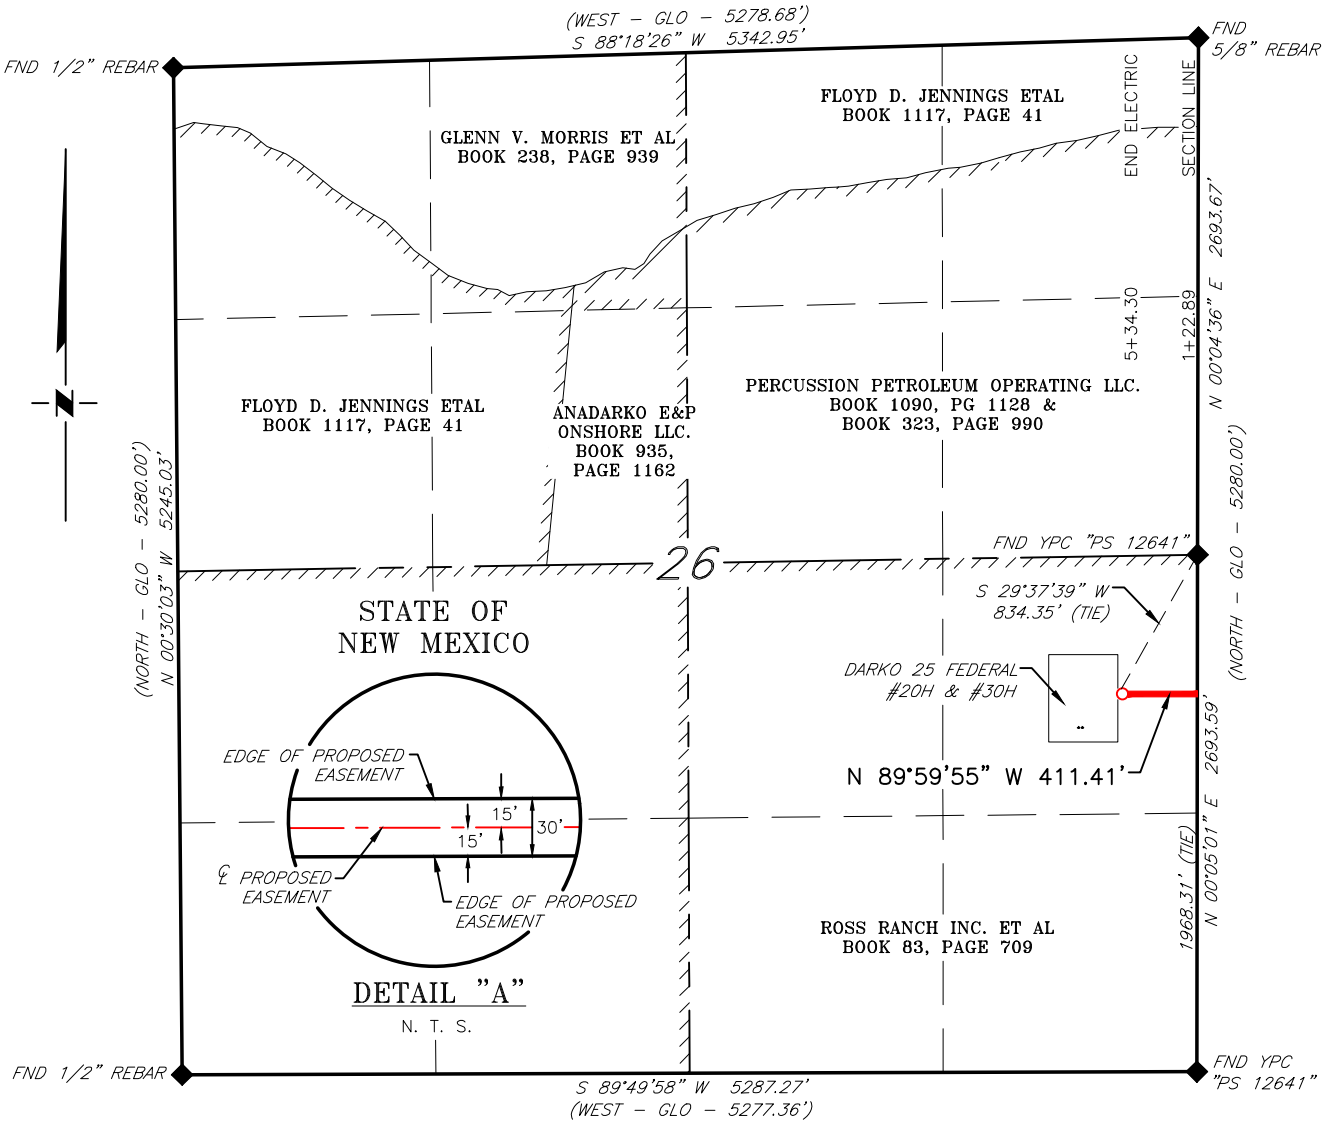 (WEST - GLO - 5278.68')
S 88°18'26" W 5342.95'
FND 1/2" REBAR
FND
5/8" REBAR
GLENN V. MORRIS ET AL
BOOK 238, PAGE 939
FLOYD D. JENNINGS ETAL
BOOK 1117, PAGE 41
END ELECTRIC
SECTION LINE
5+34.30
1+22.89
N 00°04'36" E 2693.67'
(NORTH - GLO - 5280.00')
N
FLOYD D. JENNINGS ETAL
BOOK 1117, PAGE 41
ANADARKO E&P
ONSHORE LLC.
BOOK 935,
PAGE 1162
PERCUSSION PETROLEUM OPERATING LLC.
BOOK 1090, PG 1128 &
BOOK 323, PAGE 990
(NORTH - GLO - 5280.00')
N 00°30'03" W 5245.03'
26
FND YPC "PS 12641"
S 29°37'39" W
834.35' (TIE)
STATE OF
NEW MEXICO
DARKO 25 FEDERAL
#20H & #30H
N 89°59'55" W 411.41'
N 00°05'01" E 2693.59'
1968.31' (TIE)
EDGE OF PROPOSED
EASEMENT
15'
15'
30'
℄ PROPOSED
EASEMENT
EDGE OF PROPOSED
EASEMENT
DETAIL "A"
N. T. S.
ROSS RANCH INC. ET AL
BOOK 83, PAGE 709
FND 1/2" REBAR
FND YPC
"PS 12641"
S 89°49'58" W 5287.27'
(WEST - GLO - 5277.36')